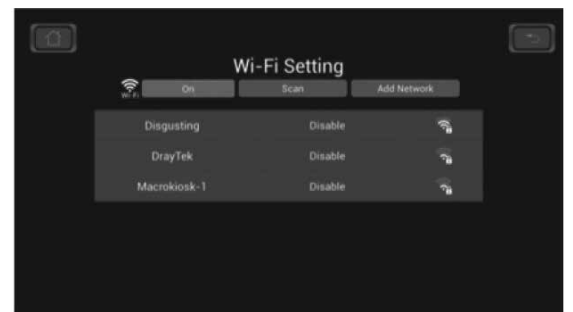 Wi-Fi Setting
Wi-Fi On Scan Add Network
Disgusting Disable
DrayTek Disable
Macrokiosk-1 Disable